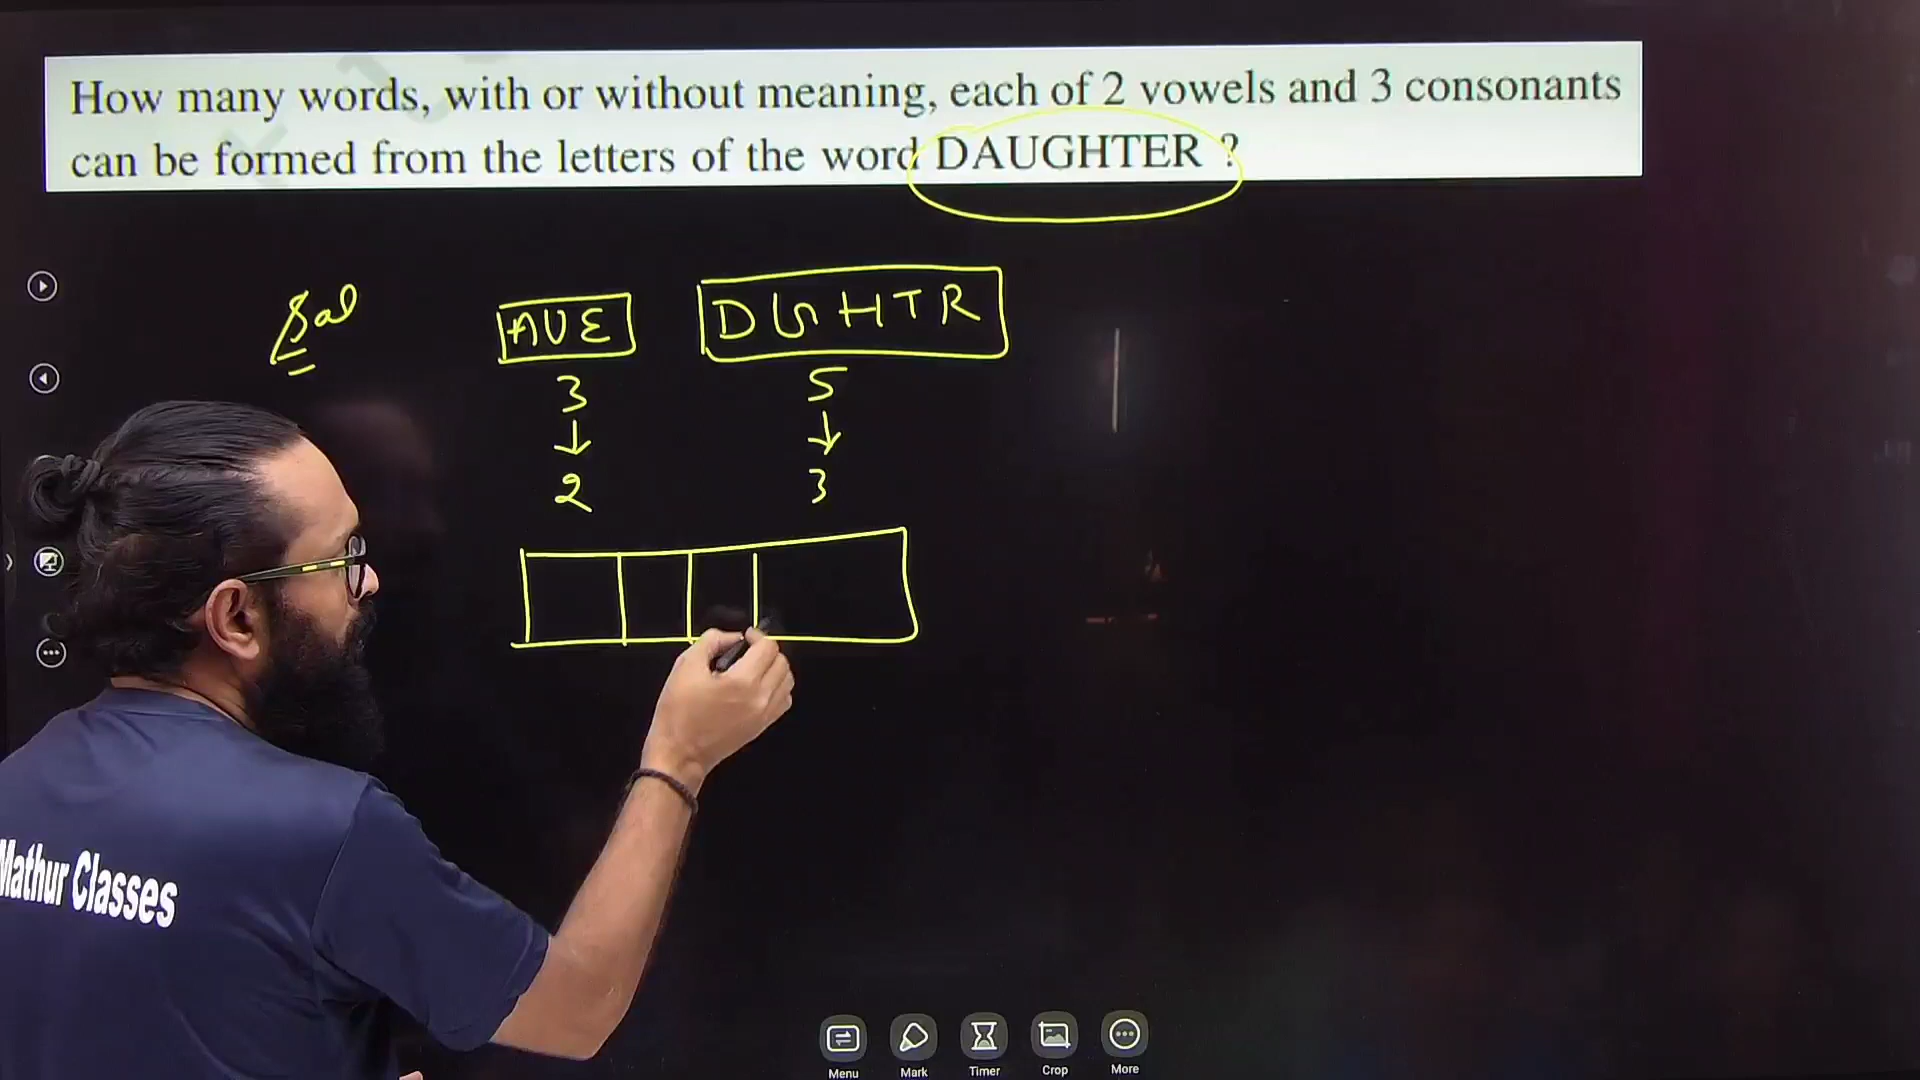 How many words, with or without meaning, each of 2 vowels and 3 consonants
can be formed from the letters of the word DAUGHTER ?
Sol
AUE DGHTR
3 5
2 3
Mathur Classes
Menu Mark Timer Crop More